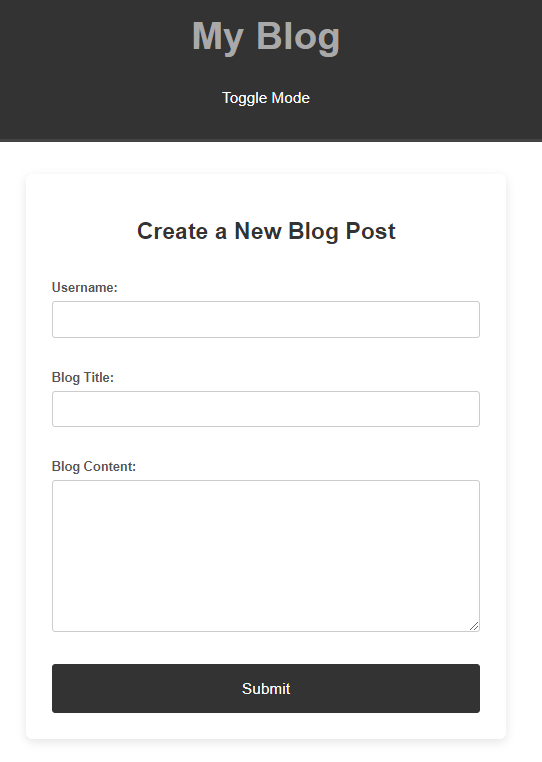 My Blog
Toggle Mode
Create a New Blog Post
Username:
Blog Title:
Blog Content:
Submit